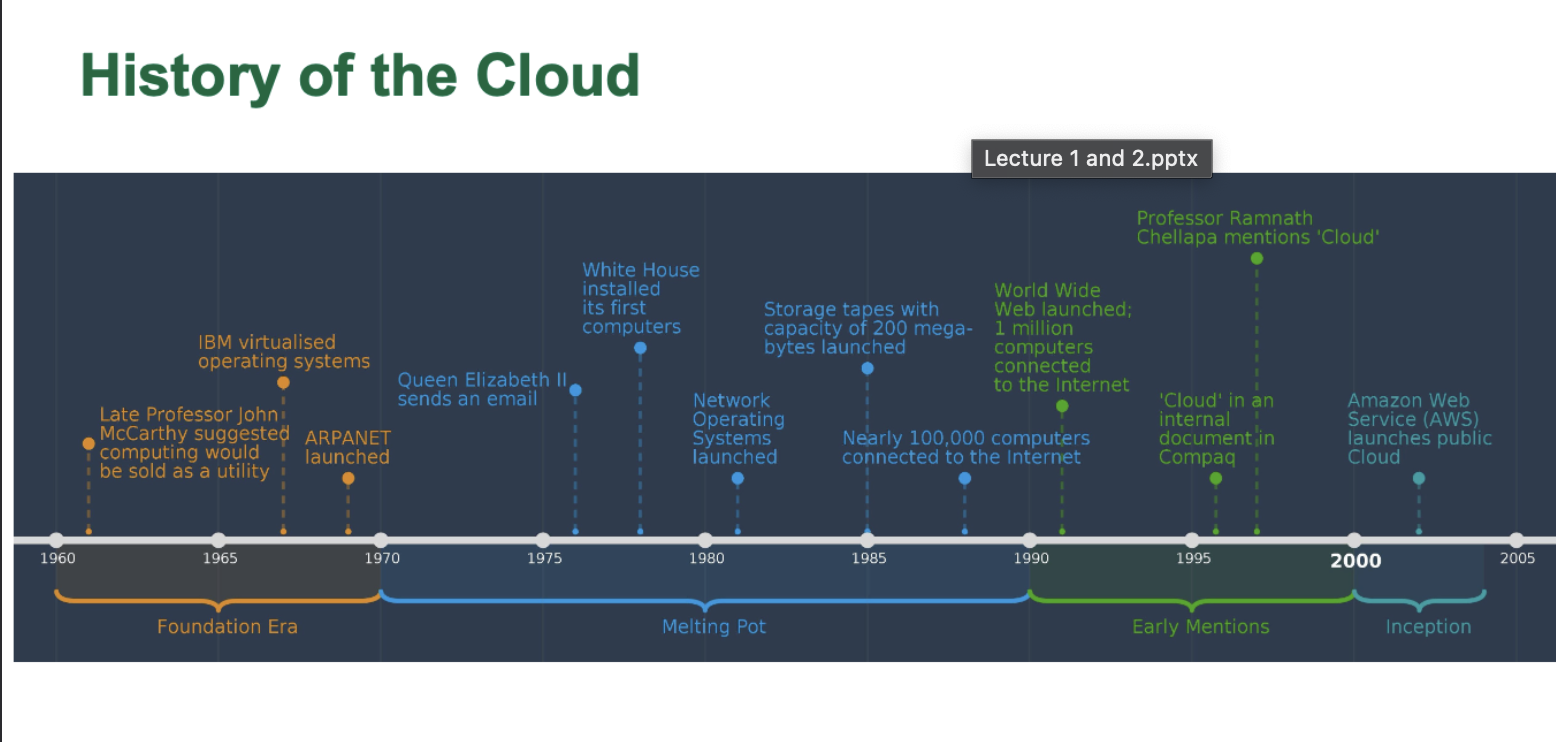 History of the Cloud
Lecture 1 and 2.pptx
Professor Ramnath
Chellapa mentions 'Cloud'
White House
installed
its first
computers
World Wide
Web launched;
1 million
computers
connected
to the Internet
Storage tapes with
capacity of 200 mega-
bytes launched
IBM virtualised
operating systems
Queen Elizabeth II
sends an email
Network
Operating
Systems
launched
'Cloud' in an
internal
document in
Compaq
Amazon Web
Service (AWS)
launches public
Cloud
Late Professor John
McCarthy suggested
computing would
be sold as a utility
ARPANET
launched
Nearly 100,000 computers
connected to the Internet
1960
1965
1970
1975
1980
1985
1990
1995
2000
2005
Foundation Era
Melting Pot
Early Mentions
Inception